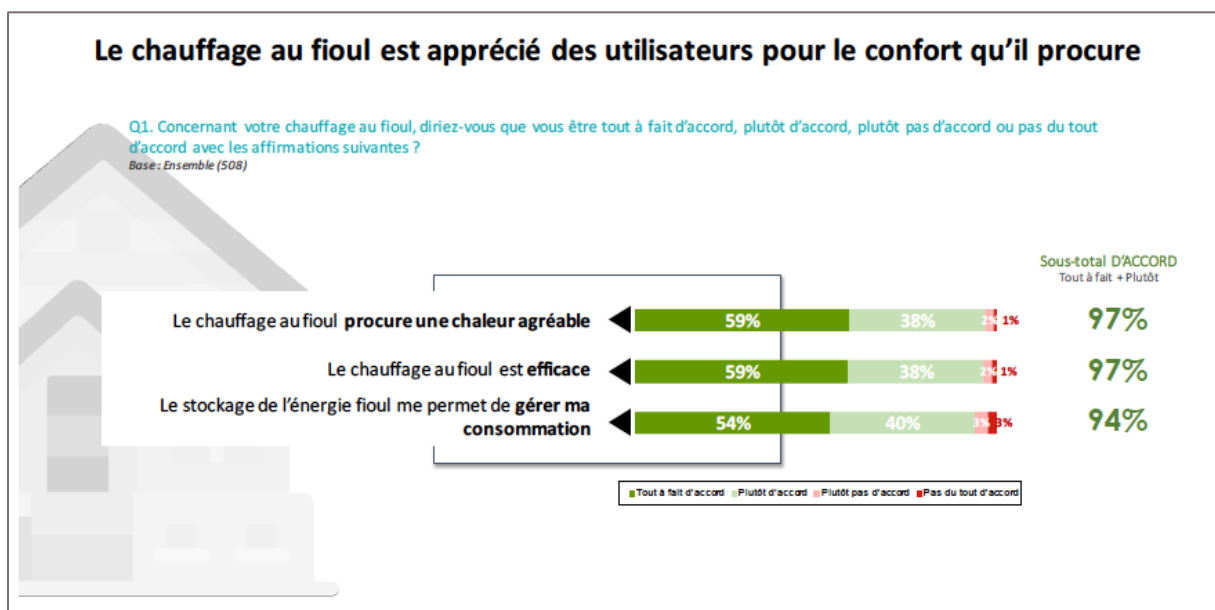 Le chauffage au fioul est apprécié des utilisateurs pour le confort qu’il procure
Q1. Concernant votre chauffage au fioul, diriez-vous que vous être tout à fait d’accord, plutôt d’accord, plutôt pas d’accord ou pas du tout
d’accord avec les affirmations suivantes ?
Base : Ensemble (508)
Sous-total D’ACCORD
Tout à fait + Plutôt
Le chauffage au fioul procure une chaleur agréable 59% 38% 2% 1% 97%
Le chauffage au fioul est efficace 59% 38% 2% 1% 97%
Le stockage de l’énergie fioul me permet de gérer ma
consommation 54% 40% 3% 3% 94%
Tout à fait d’accord Plutôt d’accord Plutôt pas d’accord Pas du tout d’accord